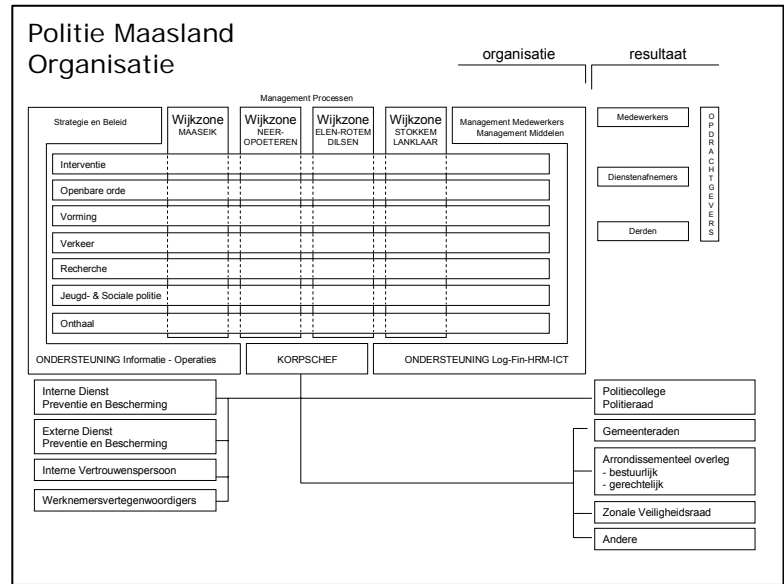 Politie Maasland
Organisatie
organisatie
resultaat
Management Processen
Strategie en Beleid
Wijkzone
MAASEIK
Wijkzone
NEER-
OPOETEREN
Wijkzone
ELEN-ROTEM
DILSEN
Wijkzone
STOKKEM
LANKLAAR
Management Medewerkers
Management Middelen
Medewerkers
Dienstenafnemers
Derden
OPDRACHTGEVERS
Interventie
Openbare orde
Vorming
Verkeer
Recherche
Jeugd- & Sociale politie
Onthaal
ONDERSTEUNING Informatie - Operaties
KORPSCHEF
ONDERSTEUNING Log-Fin-HRM-ICT
Interne Dienst
Preventie en Bescherming
Externe Dienst
Preventie en Bescherming
Interne Vertrouwenspersoon
Werknemersvertegenwoordigers
Politiecollege
Politieraad
Gemeenteraden
Arrondissementeel overleg
- bestuurlijk
- gerechtelijk
Zonale Veiligheidsraad
Andere